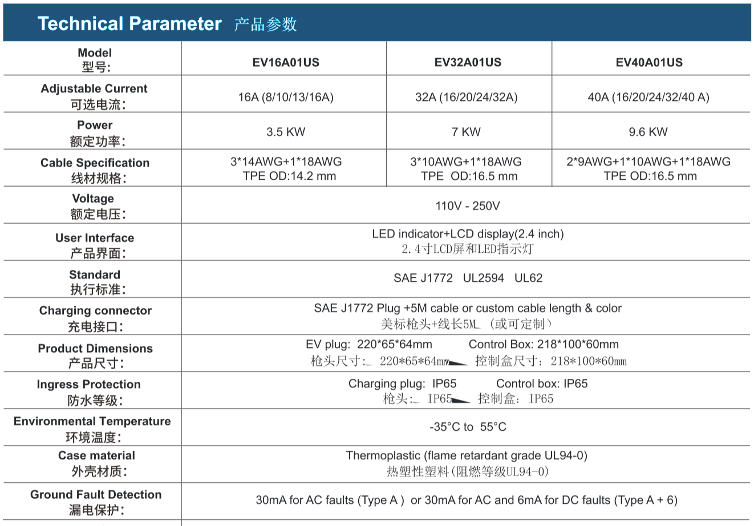 Technical Parameter 产品参数
Model
型号:
EV16A01US EV32A01US EV40A01US
Adjustable Current
可选电流:
16A (8/10/13/16A) 32A (16/20/24/32A) 40A (16/20/24/32/40 A)
Power
额定功率:
3.5 KW 7 KW 9.6 KW
Cable Specification
线材规格:
3*14AWG+1*18AWG 3*10AWG+1*18AWG 2*9AWG+1*10AWG+1*18AWG
TPE OD:14.2 mm TPE OD:16.5 mm TPE OD:16.5 mm
Voltage
额定电压:
110V - 250V
User Interface
产品界面:
LED indicator+LCD display(2.4 inch)
2.4寸LCD屏和LED指示灯
Standard
执行标准:
SAE J1772 UL2594 UL62
Charging connector
充电接口:
SAE J1772 Plug +5M cable or custom cable length & color
美标枪头+线长5M (或可定制)
Product Dimensions
产品尺寸:
EV plug: 220*65*64mm Control Box: 218*100*60mm
枪头尺寸: 220*65*64mm 控制盒尺寸: 218*100*60mm
Ingress Protection
防水等级:
Charging plug: IP65 Control box: IP65
枪头: IP65 控制盒: IP65
Environmental Temperature
环境温度:
-35°C to 55°C
Case material
外壳材质:
Thermoplastic (flame retardant grade UL94-0)
热塑性塑料(阻燃等级UL94-0)
Ground Fault Detection
漏电保护:
30mA for AC faults (Type A ) or 30mA for AC and 6mA for DC faults (Type A + 6)